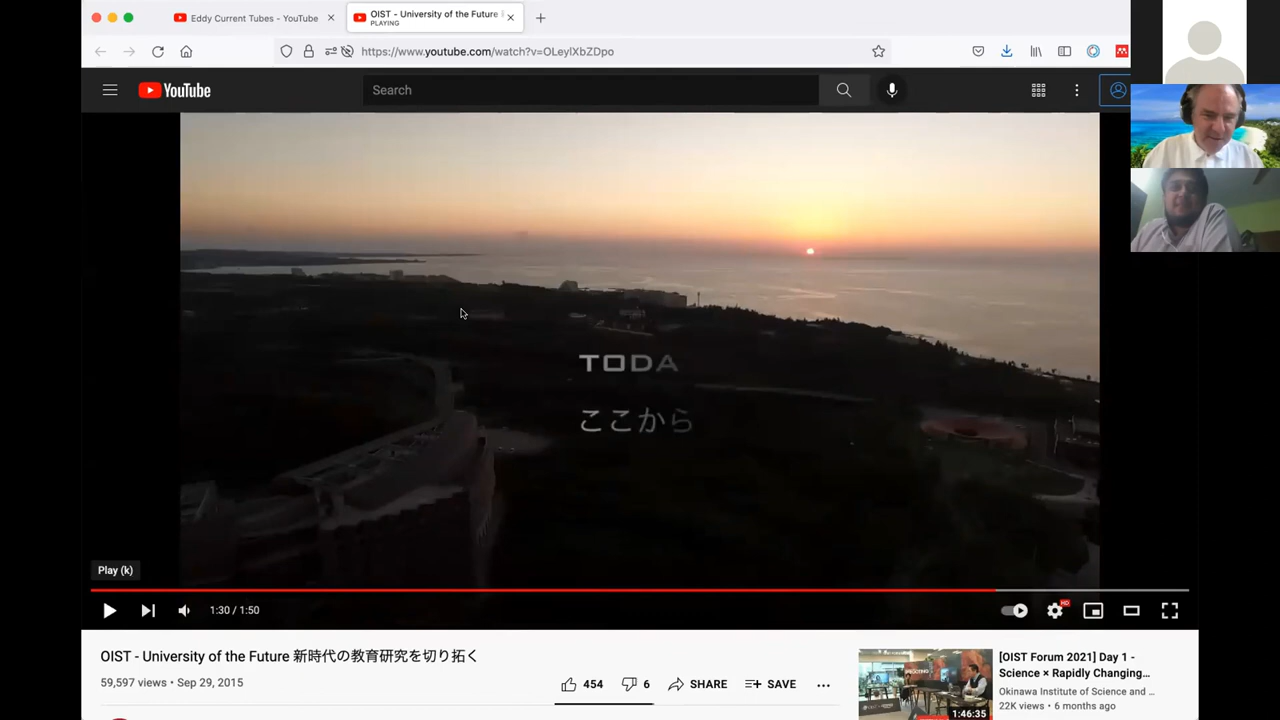 Eddy Current Tubes - YouTube
OIST - University of the Future
PLAYING
https://www.youtube.com/watch?v=OLeylXbZDpo
YouTube
Search
TODA
ここから
Play (k)
1:30 / 1:50
HD
OIST - University of the Future 新時代の教育研究を切り拓く
59,597 views • Sep 29, 2015
454
6
SHARE
SAVE
[OIST Forum 2021] Day 1 -
Science × Rapidly Changing...
Okinawa Institute of Science and ...
22K views • 6 months ago
1:46:35